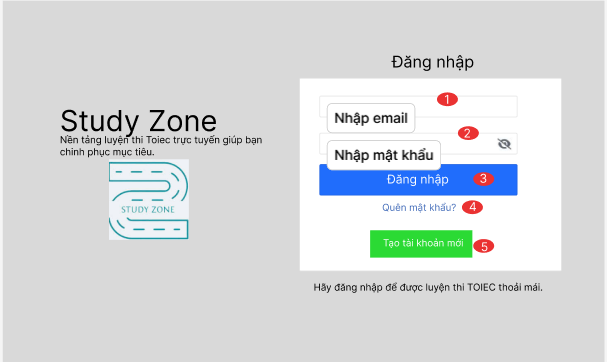 Study Zone
Nền tảng luyện thi Toiec trực tuyến giúp bạn
chinh phục mục tiêu.
STUDY ZONE
Đăng nhập
1
Nhập email
2
Nhập mật khẩu
Đăng nhập 3
Quên mật khẩu? 4
Tạo tài khoản mới 5
Hãy đăng nhập để được luyện thi TOIEC thoải mái.